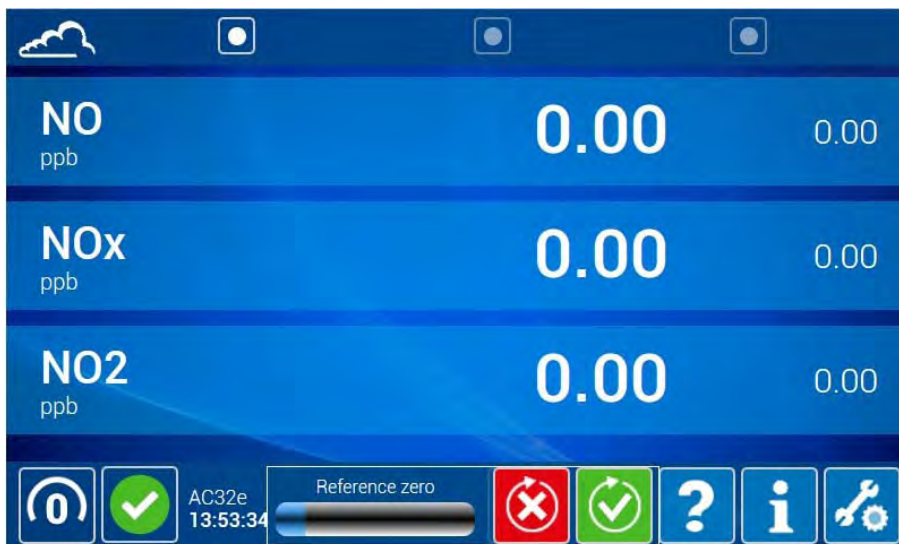 NO
ppb
0.00
0.00
NOx
ppb
0.00
0.00
NO2
ppb
0.00
0.00
0
AC32e
13:53:34
Reference zero
?
i